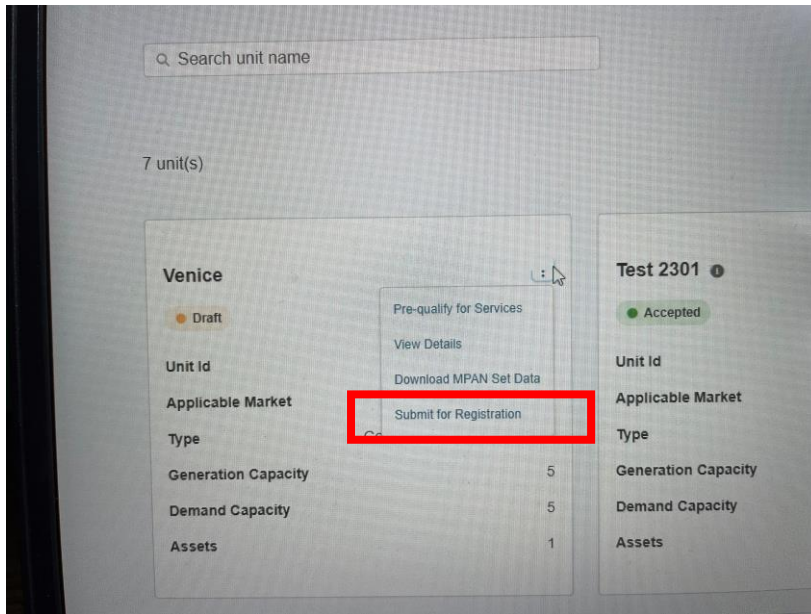 Search unit name
7 unit(s)
Venice
Draft
Pre-qualify for Services
View Details
Download MPAN Set Data
Submit for Registration
Unit Id
Applicable Market
Type
Generation Capacity 5
Demand Capacity 5
Assets 1
Test 2301
Accepted
Unit Id
Applicable Market
Type
Generation Capacity
Demand Capacity
Assets